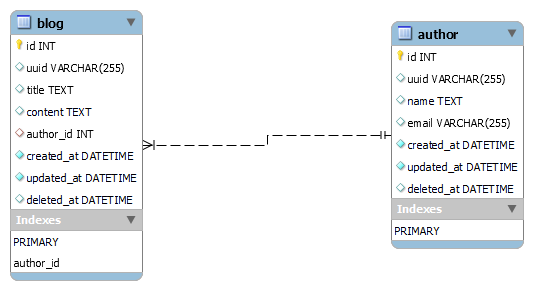 blog
id INT
uuid VARCHAR(255)
title TEXT
content TEXT
author_id INT
created_at DATETIME
updated_at DATETIME
deleted_at DATETIME
Indexes
PRIMARY
author_id
author
id INT
uuid VARCHAR(255)
name TEXT
email VARCHAR(255)
created_at DATETIME
updated_at DATETIME
deleted_at DATETIME
Indexes
PRIMARY